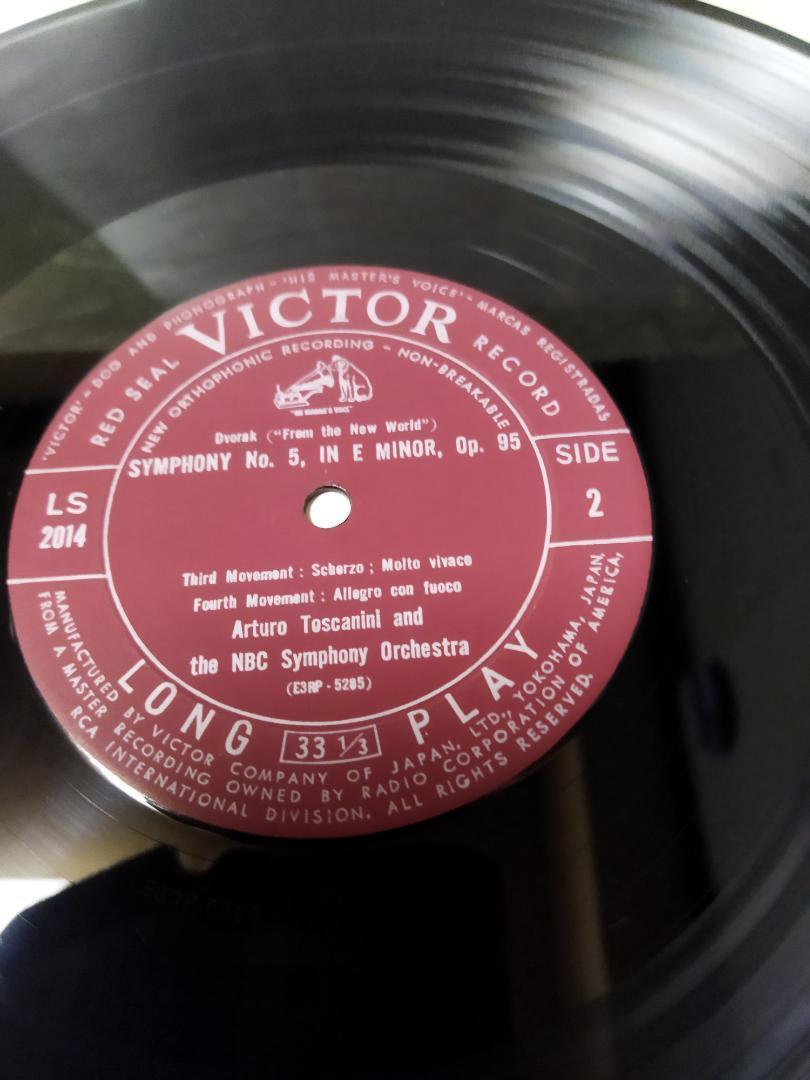 'VICTOR' - DOG AND PHONOGRAPH - 'HIS MASTER'S VOICE' - MARCAS REGISTRADAS
RED SEAL VICTOR RECORD
NEW ORTHOPHONIC RECORDING - NON-BREAKABLE
"HIS MASTER'S VOICE"
Dvorak ("From the New World")
SYMPHONY No. 5, IN E MINOR, Op. 95
LS
2014
SIDE
2
Third Movement : Scherzo ; Molto vivace
Fourth Movement : Allegro con fuoco
Arturo Toscanini and
the NBC Symphony Orchestra
(E3RP - 5285)
LONG 33 1/3 PLAY
MANUFACTURED BY VICTOR COMPANY OF JAPAN, LTD., YOKOHAMA, JAPAN,
FROM A MASTER RECORDING OWNED BY RADIO CORPORATION OF AMERICA,
RCA INTERNATIONAL DIVISION. ALL RIGHTS RESERVED.